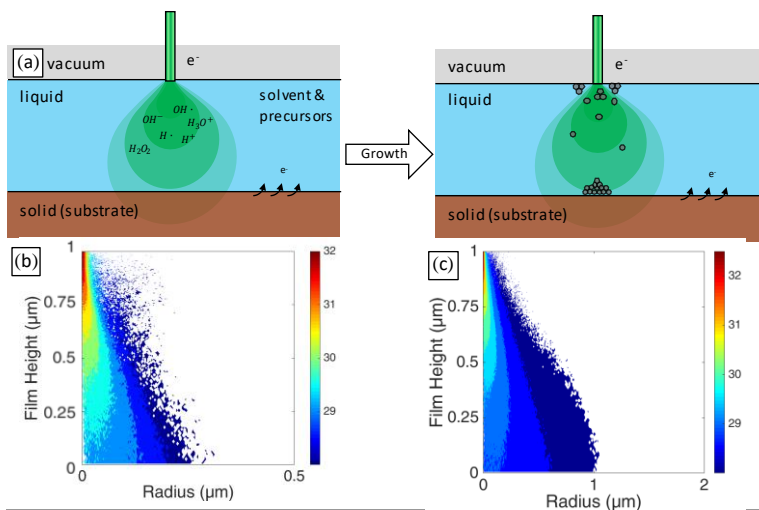 (a)
vacuum
e-
liquid
solvent &
precursors
OH-
OH ·
H3O+
H ·
H+
H2O2
e-
solid (substrate)
Growth
vacuum
e-
liquid
e-
solid (substrate)
(b)
Film Height (μm)
1
0.75
0.5
0.25
0
0
0.5
Radius (μm)
32
31
30
29
(c)
Film Height (μm)
1
0.75
0.5
0.25
0
0
1
2
Radius (μm)
32
31
30
29